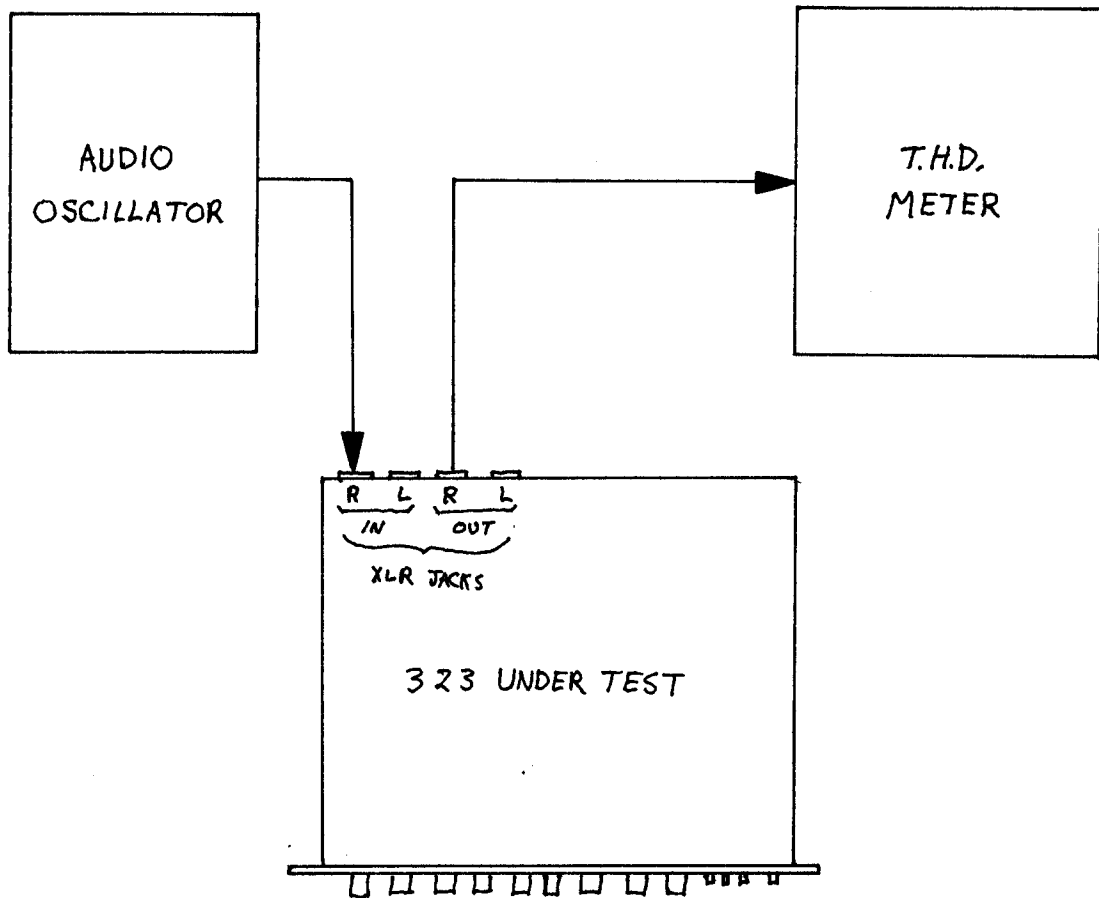 AUDIO
OSCILLATOR
T.H.D.
METER
R L R L
IN OUT
XLR JACKS
323 UNDER TEST